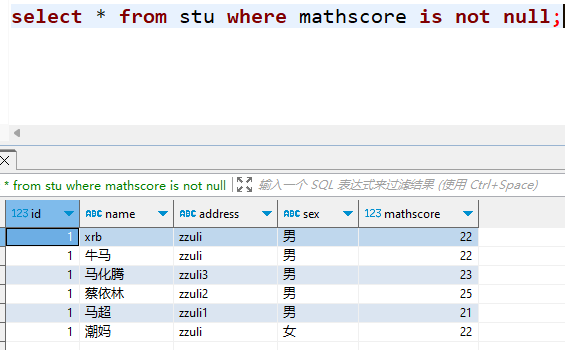 select * from stu where mathscore is not null;
* from stu where mathscore is not null 输入一个 SQL 表达式来过滤结果 (使用 Ctrl+Space)
123 id ABC name ABC address ABC sex 123 mathscore
1 xrb zzuli 男 22
1 牛马 zzuli 男 22
1 马化腾 zzuli3 男 23
1 蔡依林 zzuli2 男 25
1 马超 zzuli1 男 21
1 潮妈 zzuli 女 22